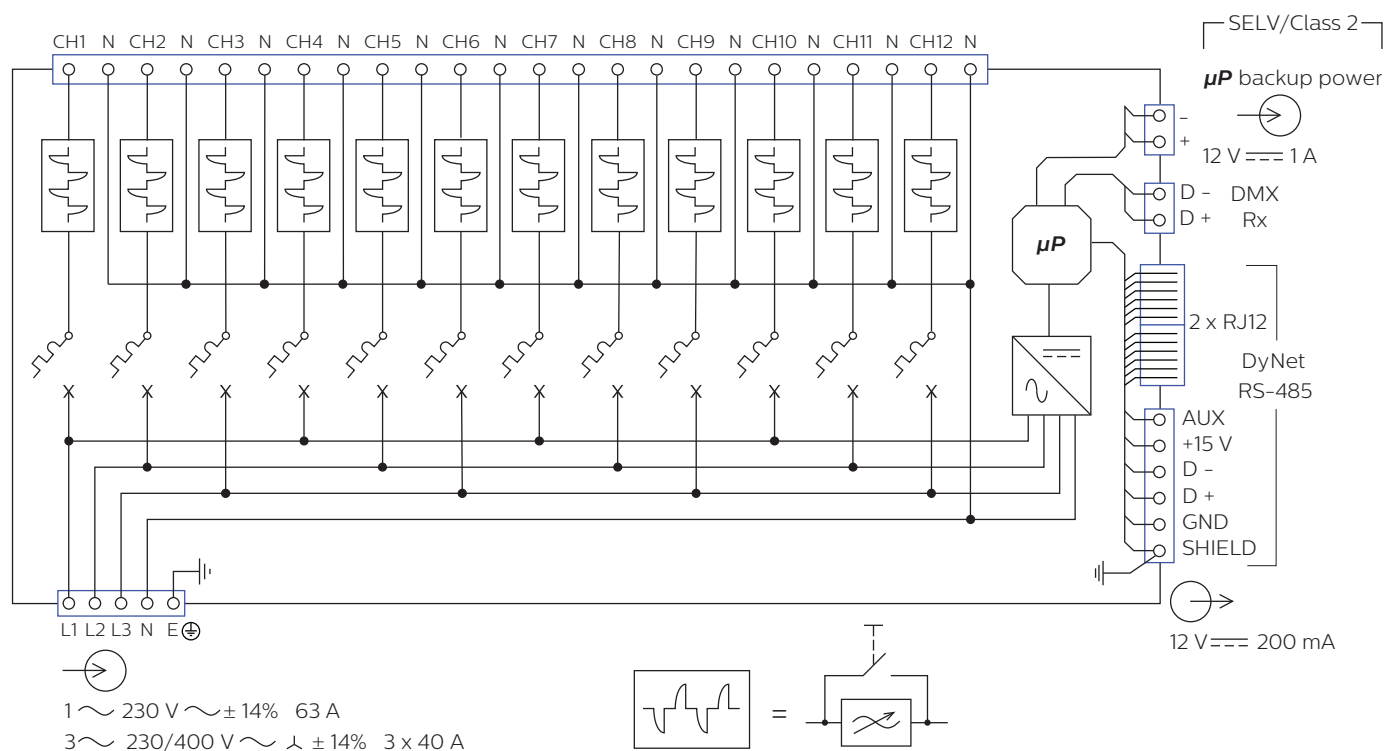 SELV/Class 2
CH1 N CH2 N CH3 N CH4 N CH5 N CH6 N CH7 N CH8 N CH9 N CH10 N CH11 N CH12 N
µP backup power
-
+
12 V 1 A
D - DMX
D + Rx
µP
2 x RJ12
DyNet
RS-485
AUX
+15 V
D -
D +
GND
SHIELD
L1 L2 L3 N E
12 V 200 mA
1 ~ 230 V ~ ± 14% 63 A
=
3 ~ 230/400 V ~ ± 14% 3 x 40 A